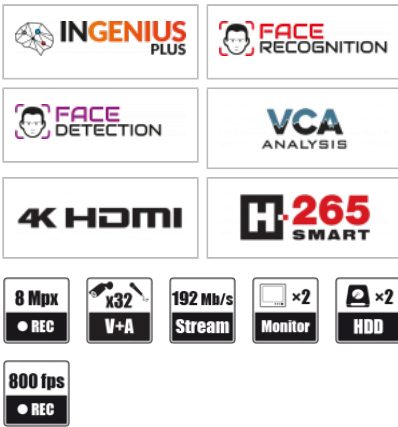 INGENIUS
PLUS
FACE
RECOGNITION
FACE
DETECTION
VCA
ANALYSIS
4K HDMI
H.265
SMART
8 Mpx
REC
x32
V+A
192 Mb/s
Stream
×2
Monitor
×2
HDD
800 fps
REC